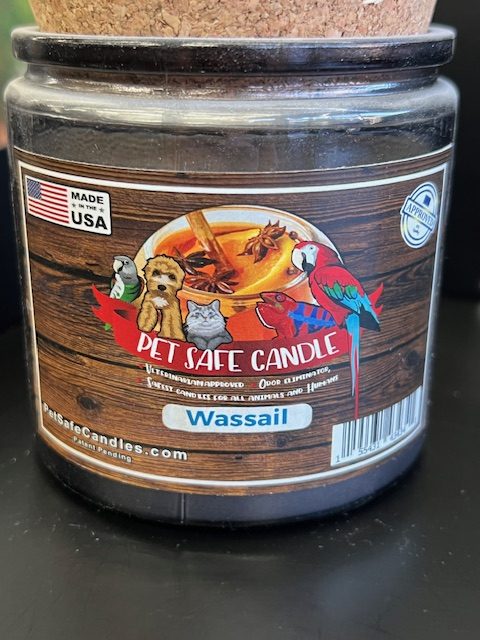 MADE
IN THE
USA
APPROVED
PET SAFE CANDLE
VETERINARIAN APPROVED ODOR ELIMINATOR,
SAFEST CANDLES FOR ALL ANIMALS AND HUMANS
Wassail
PetSafeCandles.com
Patent Pending